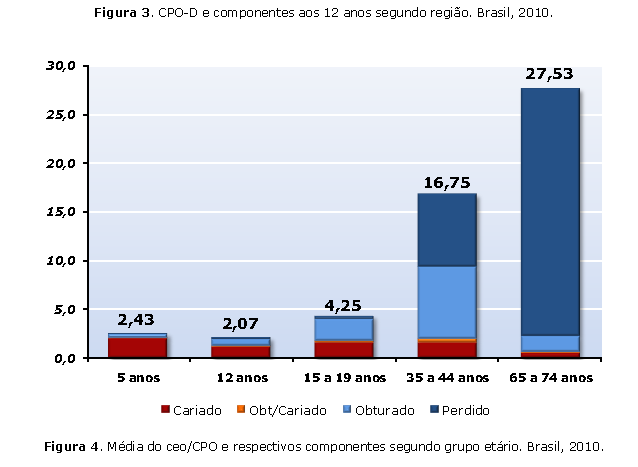 Figura 3. CPO-D e componentes aos 12 anos segundo região. Brasil, 2010.
30,0
25,0
20,0
15,0
10,0
5,0
0,0
2,43
2,07
4,25
16,75
27,53
5 anos
12 anos
15 a 19 anos
35 a 44 anos
65 a 74 anos
Cariado
Obt/Cariado
Obturado
Perdido
Figura 4. Média do ceo/CPO e respectivos componentes segundo grupo etário. Brasil, 2010.